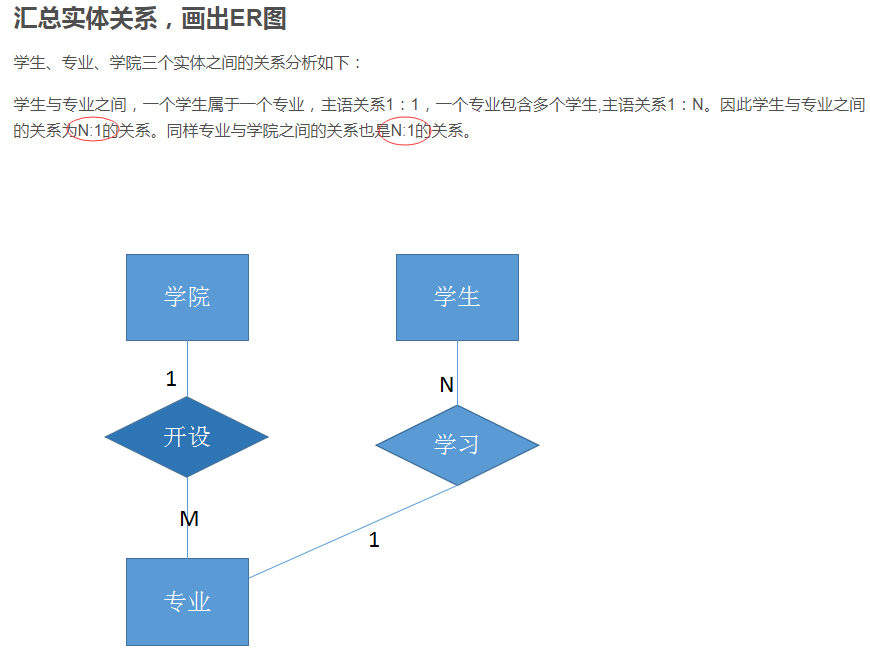 汇总实体关系，画出ER图
学生、专业、学院三个实体之间的关系分析如下：
学生与专业之间，一个学生属于一个专业，主语关系1：1，一个专业包含多个学生,主语关系1：N。因此学生与专业之间
的关系为N:1的关系。同样专业与学院之间的关系也是N:1的关系。
学院
学生
1
N
开设
学习
M
1
专业